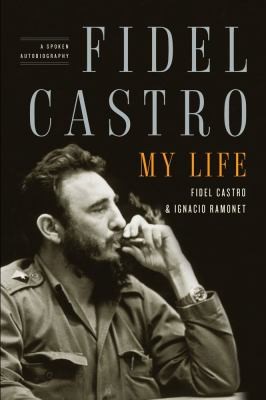 A SPOKEN
AUTOBIOGRAPHY
FIDEL
CASTRO
MY LIFE
FIDEL CASTRO
& IGNACIO RAMONET